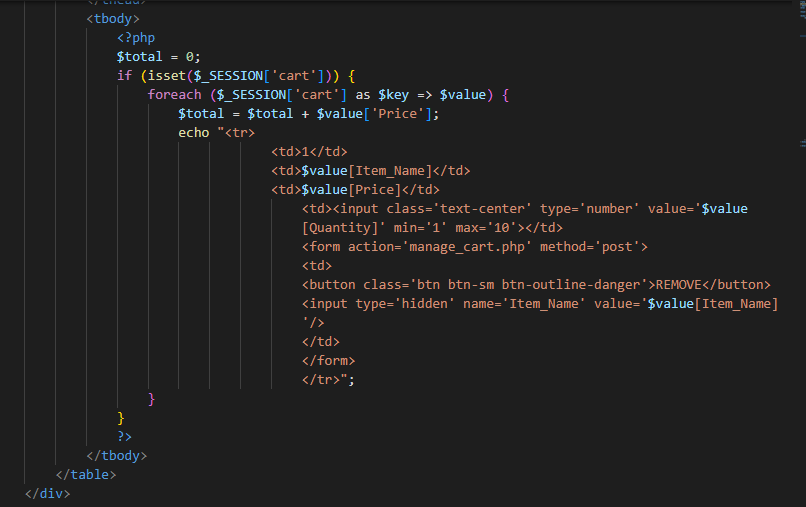 </thead>
<tbody>
<?php
$total = 0;
if (isset($_SESSION['cart'])) {
foreach ($_SESSION['cart'] as $key => $value) {
$total = $total + $value['Price'];
echo "<tr>
<td>1</td>
<td>$value[Item_Name]</td>
<td>$value[Price]</td>
<td><input class='text-center' type='number' value='$value
[Quantity]' min='1' max='10'></td>
<form action='manage_cart.php' method='post'>
<td>
<button class='btn btn-sm btn-outline-danger'>REMOVE</button>
<input type='hidden' name='Item_Name' value='$value[Item_Name]
'/>
</td>
</form>
</tr>";
}
}
?>
</tbody>
</table>
</div>